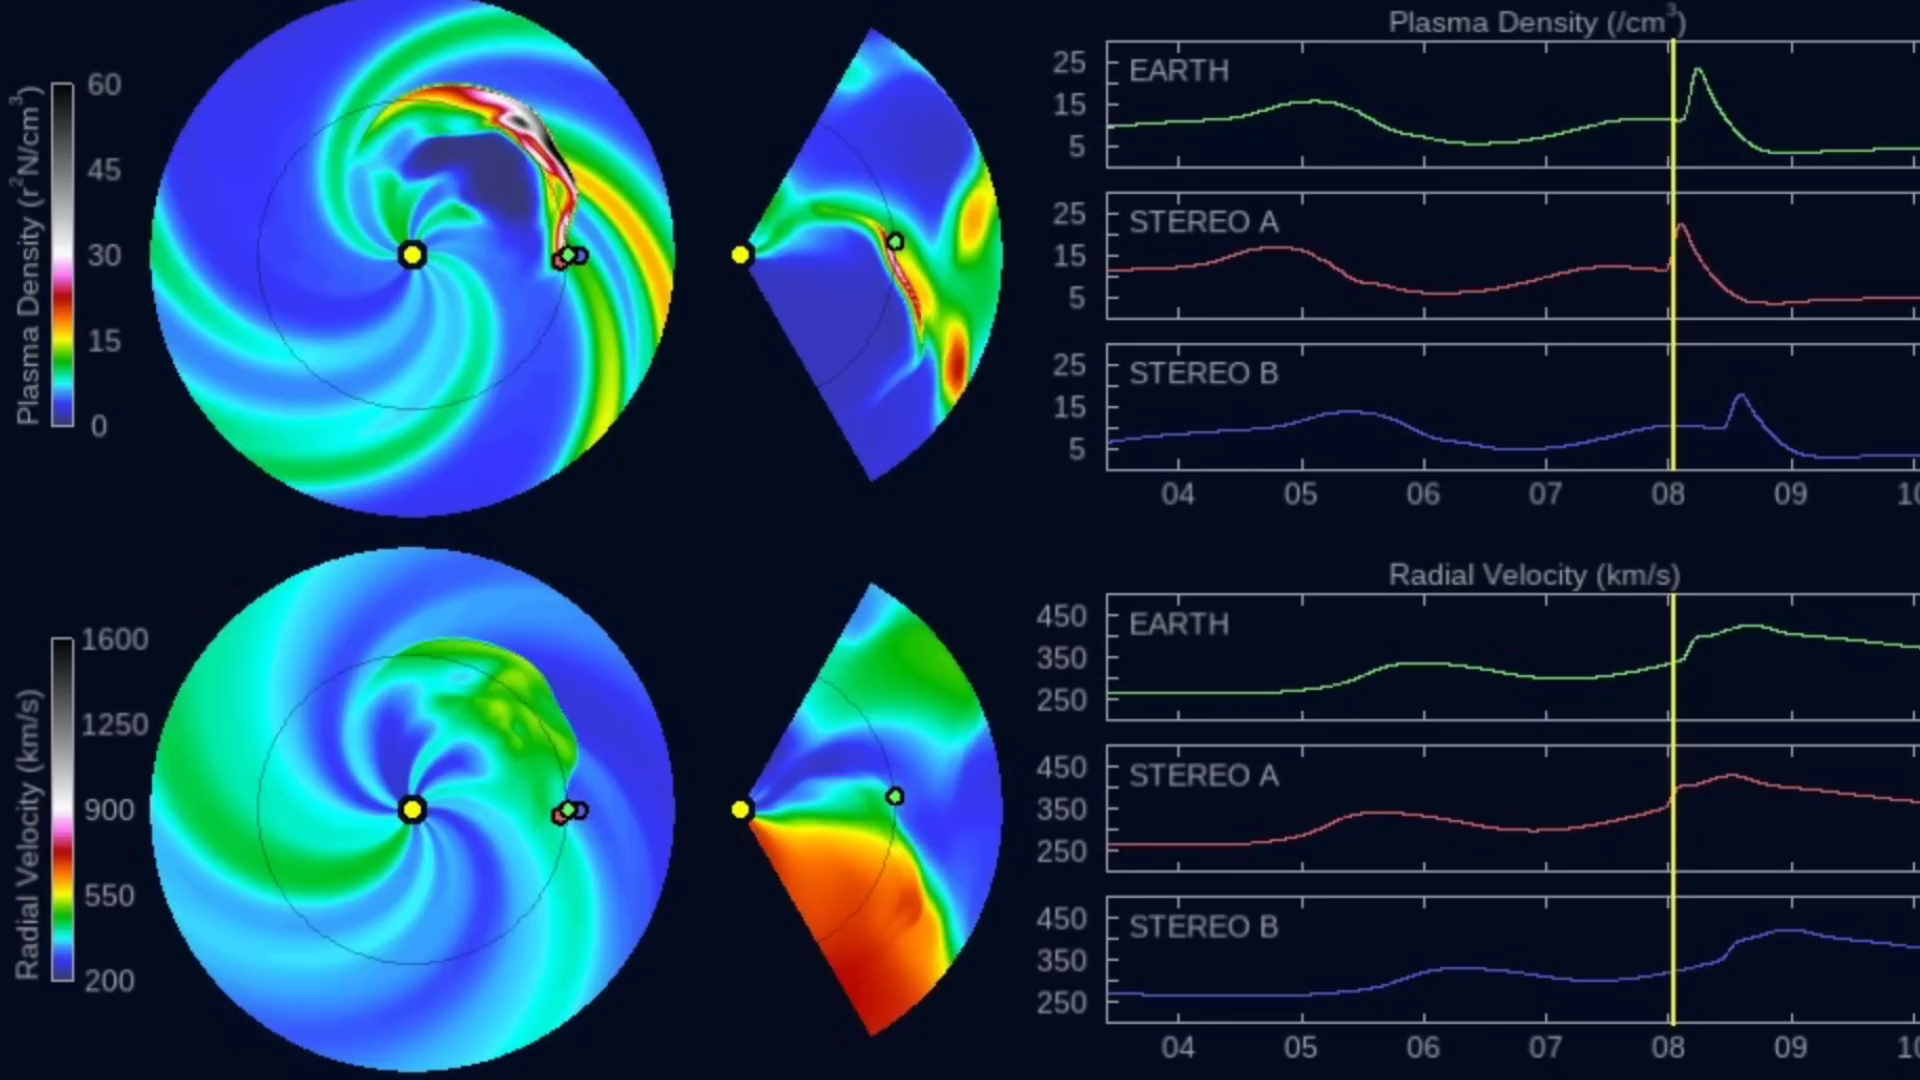 Plasma Density (/cm³)
Plasma Density (r²N/cm³)
60
45
30
15
0
EARTH
25
15
5
STEREO A
25
15
5
STEREO B
25
15
5
04 05 06 07 08 09 10
Radial Velocity (km/s)
Radial Velocity (km/s)
1600
1250
900
550
200
EARTH
450
350
250
STEREO A
450
350
250
STEREO B
450
350
250
04 05 06 07 08 09 10